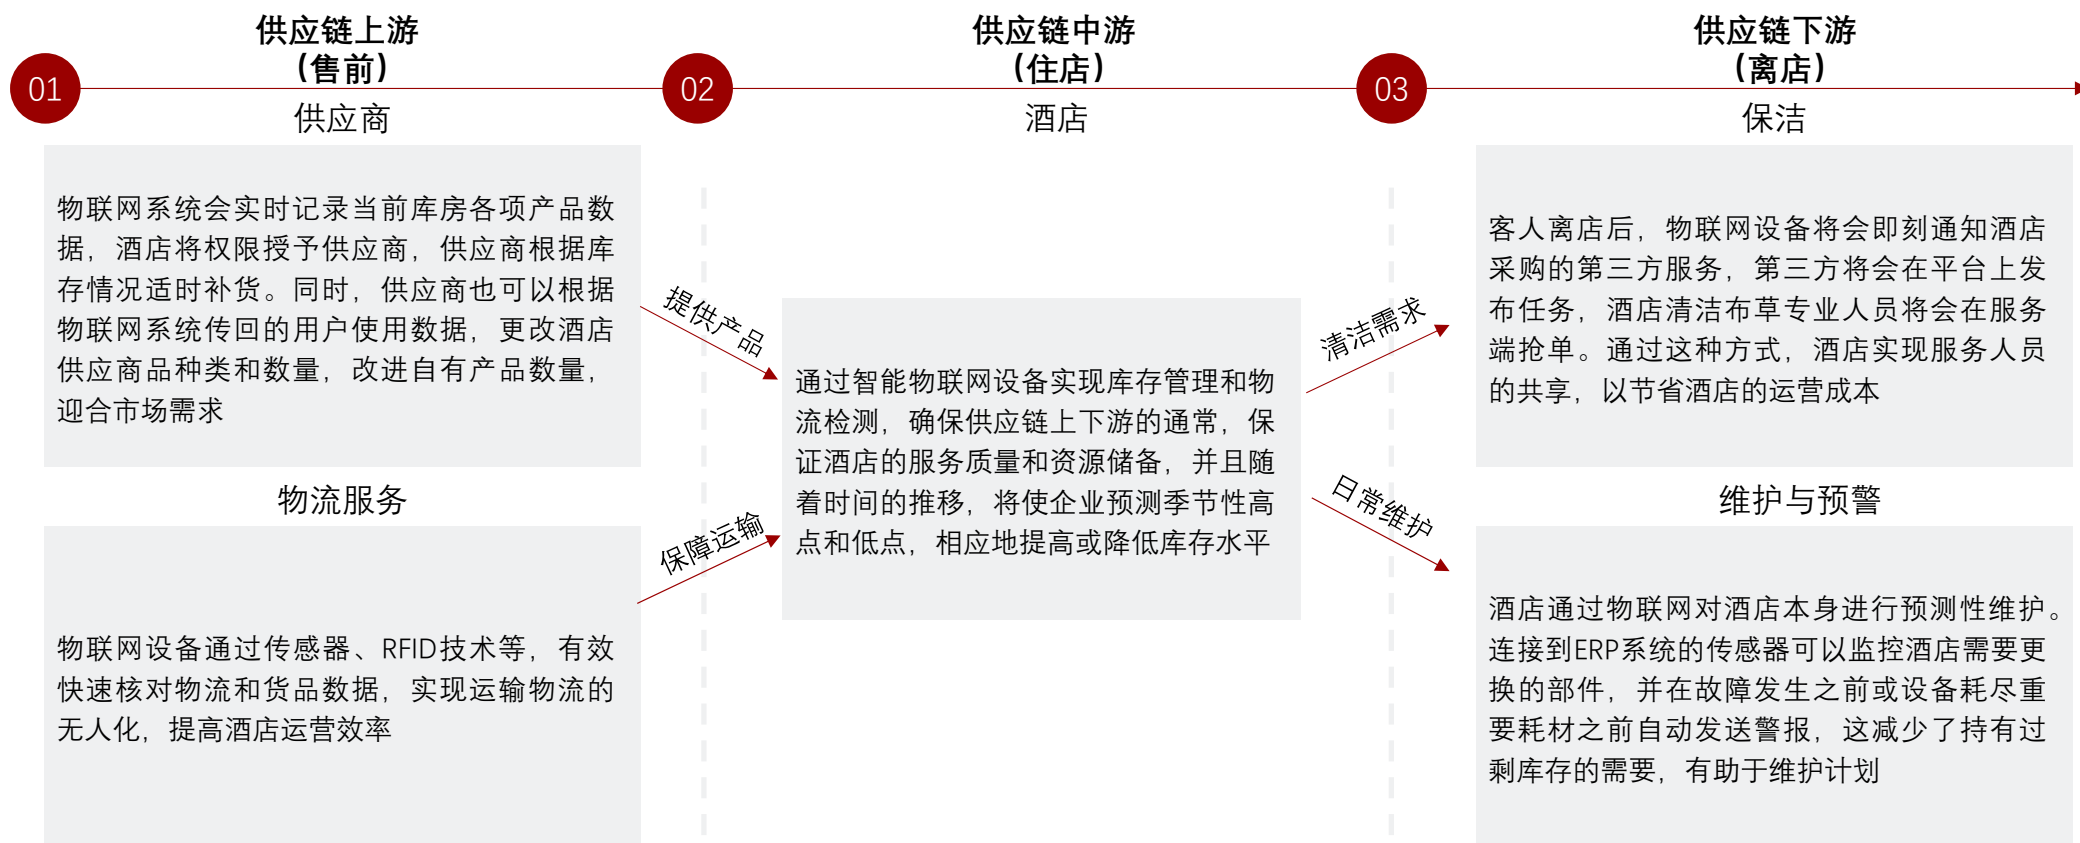 01
供应链上游
(售前)
供应商
物联网系统会实时记录当前库房各项产品数
据，酒店将权限授予供应商，供应商根据库
存情况适时补货。同时，供应商也可以根据
物联网系统传回的用户使用数据，更改酒店
供应商品种类和数量，改进自有产品数量，
迎合市场需求
物流服务
物联网设备通过传感器、RFID技术等，有效
快速核对物流和货品数据，实现运输物流的
无人化，提高酒店运营效率
提供产品
保障运输
02
供应链中游
(住店)
酒店
通过智能物联网设备实现库存管理和物
流检测，确保供应链上下游的通常，保
证酒店的服务质量和资源储备，并且随
着时间的推移，将使企业预测季节性高
点和低点，相应地提高或降低库存水平
清洁需求
日常维护
03
供应链下游
(离店)
保洁
客人离店后，物联网设备将会即刻通知酒店
采购的第三方服务，第三方将会在平台上发
布任务，酒店清洁布草专业人员将会在服务
端抢单。通过这种方式，酒店实现服务人员
的共享，以节省酒店的运营成本
维护与预警
酒店通过物联网对酒店本身进行预测性维护。
连接到ERP系统的传感器可以监控酒店需要更
换的部件，并在故障发生之前或设备耗尽重
要耗材之前自动发送警报，这减少了持有过
剩库存的需要，有助于维护计划